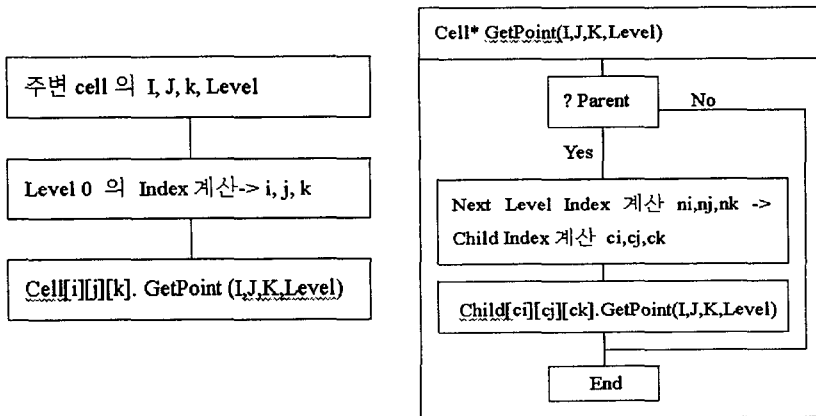 주변 cell 의 I, J, k, Level
Level 0 의 Index 계산-> i, j, k
Cell[i][j][k]. GetPoint (I,J,K,Level)
Cell* GetPoint(I,J,K,Level)
? Parent
No
Yes
Next Level Index 계산 ni,nj,nk ->
Child Index 계산 ci,cj,ck
Child[ci][cj][ck].GetPoint(I,J,K,Level)
End